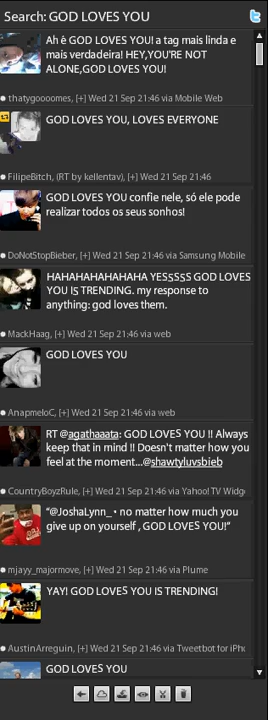 Search: GOD LOVES YOU
Ah è GOD LOVES YOU! a tag mais linda e
mais verdadeira! HEY,YOU'RE NOT
ALONE,GOD LOVES YOU!
thatygoooomes, [+] Wed 21 Sep 21:46 via Mobile Web
GOD LOVES YOU, LOVES EVERYONE
FilipeBitch, (RT by kellentav), [+] Wed 21 Sep 21:46
GOD LOVES YOU confie nele, só ele pode
realizar todos os seus sonhos!
DoNotStopBieber, [+] Wed 21 Sep 21:46 via Samsung Mobile
HAHAHAHAHAHAHA YESSSSS GOD LOVES
YOU IS TRENDING. my response to
anything: god loves them.
MackHaag, [+] Wed 21 Sep 21:46 via web
GOD LOVES YOU
AnapmeloC, [+] Wed 21 Sep 21:46 via web
RT @agathaaata: GOD LOVES YOU !! Always
keep that in mind !! Doesn't matter how you
feel at the moment...@shawtyluvsbieb
CountryBoyzRule, [+] Wed 21 Sep 21:46 via Yahoo! TV Widg
"@JoshaLynn_• no matter how much you
give up on yourself , GOD LOVES YOU!"
mjayy_majormove, [+] Wed 21 Sep 21:46 via Plume
YAY! GOD LOVES YOU IS TRENDING!
AustinArreguin, [+] Wed 21 Sep 21:46 via Tweetbot for iPh
GOD LOVES YOU